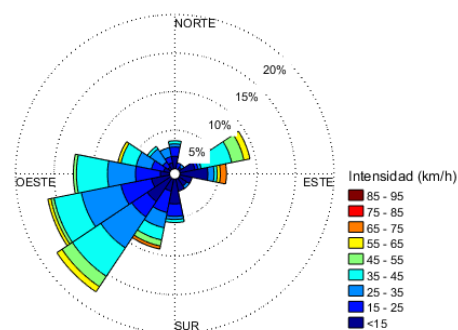 NORTE
20%
15%
10%
5%
OESTE
ESTE
SUR
Intensidad (km/h)
85 - 95
75 - 85
65 - 75
55 - 65
45 - 55
35 - 45
25 - 35
15 - 25
<15